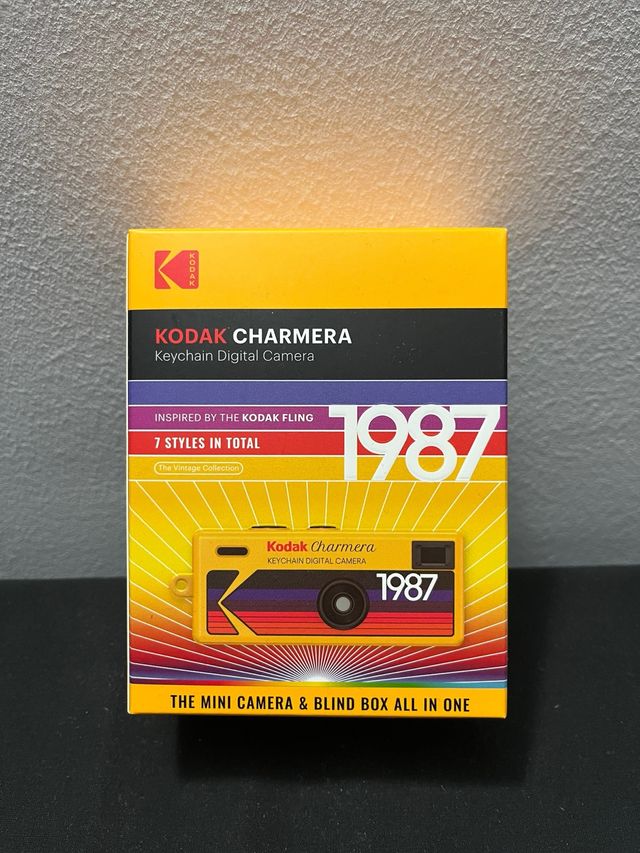 KODAK
KODAK CHARMERA
Keychain Digital Camera
INSPIRED BY THE KODAK FLING
1987
7 STYLES IN TOTAL
The Vintage Collection
Kodak Charmera
KEYCHAIN DIGITAL CAMERA
1987
THE MINI CAMERA & BLIND BOX ALL IN ONE